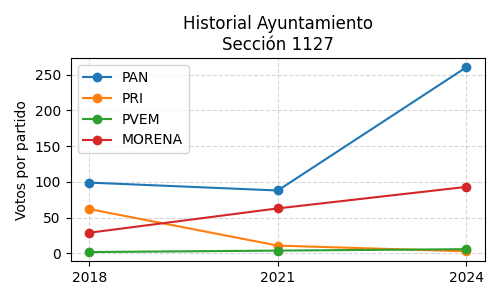 Historial Ayuntamiento
Sección 1127
PAN
PRI
PVEM
MORENA
Votos por partido
250
200
150
100
50
0
2018
2021
2024